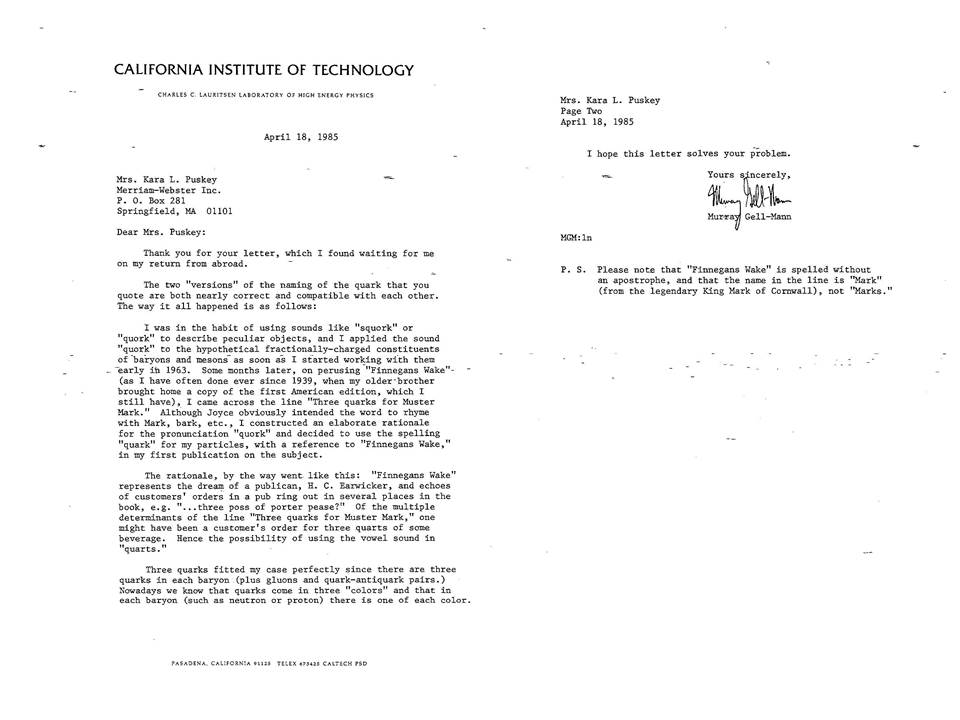 CALIFORNIA INSTITUTE OF TECHNOLOGY
CHARLES C. LAURITSEN LABORATORY OF HIGH ENERGY PHYSICS
April 18, 1985
Mrs. Kara L. Puskey
Merriam-Webster Inc.
P. O. Box 281
Springfield, MA 01101
Dear Mrs. Puskey:
Thank you for your letter, which I found waiting for me
on my return from abroad.
The two "versions" of the naming of the quark that you
quote are both nearly correct and compatible with each other.
The way it all happened is as follows:
I was in the habit of using sounds like "squork" or
"quork" to describe peculiar objects, and I applied the sound
"quork" to the hypothetical fractionally-charged constituents
of baryons and mesons as soon as I started working with them
early in 1963. Some months later, on perusing "Finnegans Wake"
(as I have often done ever since 1939, when my older brother
brought home a copy of the first American edition, which I
still have), I came across the line "Three quarks for Muster
Mark." Although Joyce obviously intended the word to rhyme
with Mark, bark, etc., I constructed an elaborate rationale
for the pronunciation "quork" and decided to use the spelling
"quark" for my particles, with a reference to "Finnegans Wake,"
in my first publication on the subject.
The rationale, by the way went like this: "Finnegans Wake"
represents the dream of a publican, H. C. Earwicker, and echoes
of customers' orders in a pub ring out in several places in the
book, e.g. "...three poss of porter pease?" Of the multiple
determinants of the line "Three quarks for Muster Mark," one
might have been a customer's order for three quarts of some
beverage. Hence the possibility of using the vowel sound in
"quarts."
Three quarks fitted my case perfectly since there are three
quarks in each baryon (plus gluons and quark-antiquark pairs.)
Nowadays we know that quarks come in three "colors" and that in
each baryon (such as neutron or proton) there is one of each color.
PASADENA, CALIFORNIA 91125 TELEX 675425 CALTECH PSD
Mrs. Kara L. Puskey
Page Two
April 18, 1985
I hope this letter solves your problem.
Yours sincerely,
Murray Gell-Mann
Murray Gell-Mann
MGM:ln
P. S. Please note that "Finnegans Wake" is spelled without
an apostrophe, and that the name in the line is "Mark"
(from the legendary King Mark of Cornwall), not "Marks."